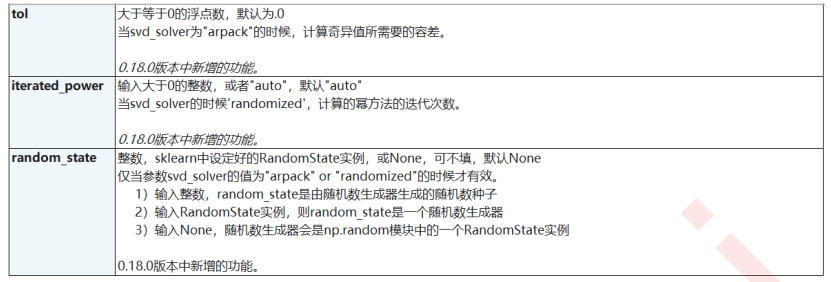 tol 大于等于0的浮点数，默认为.0
当svd_solver为"arpack"的时候，计算奇异值所需要的容差。
0.18.0版本中新增的功能。
iterated_power 输入大于0的整数，或者"auto"，默认"auto"
当svd_solver的时候'randomized'，计算的幂方法的迭代次数。
0.18.0版本中新增的功能。
random_state 整数，sklearn中设定好的RandomState实例，或None，可不填，默认None
仅当参数svd_solver的值为"arpack" or "randomized"的时候才有效。
1）输入整数，random_state是由随机数生成器生成的随机数种子
2）输入RandomState实例，则random_state是一个随机数生成器
3）输入None，随机数生成器会是np.random模块中的一个RandomState实例
0.18.0版本中新增的功能。